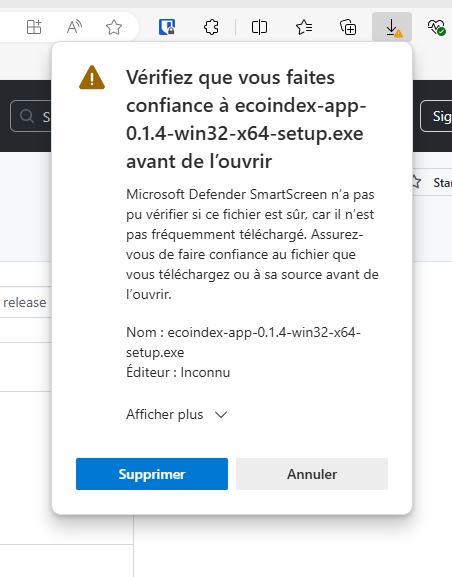 A
S
Sig
Vérifiez que vous faites
confiance à ecoindex-app-
0.1.4-win32-x64-setup.exe
avant de l’ouvrir
Star
Microsoft Defender SmartScreen n’a pas
pu vérifier si ce fichier est sûr, car il n’est
pas fréquemment téléchargé. Assurez-
vous de faire confiance au fichier que
vous téléchargez ou à sa source avant de
l’ouvrir.
release
Nom : ecoindex-app-0.1.4-win32-x64-
setup.exe
Éditeur : Inconnu
Afficher plus
Supprimer
Annuler